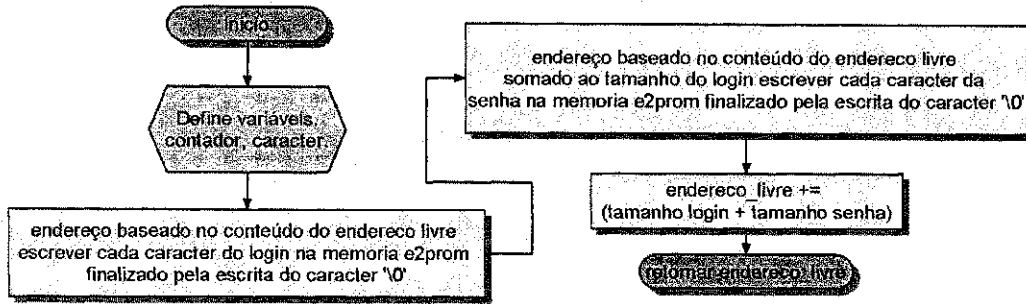 início
Define variáveis,
contador, caracter.
endereço baseado no conteúdo do endereco livre
escrever cada caracter do login na memoria e2prom
finalizado pela escrita do caracter '\0'
endereço baseado no conteúdo do endereco livre
somado ao tamanho do login escrever cada caracter da
senha na memoria e2prom finalizado pela escrita do caracter '\0'
endereco_livre +=
(tamanho login + tamanho senha)
retornar endereco_livre